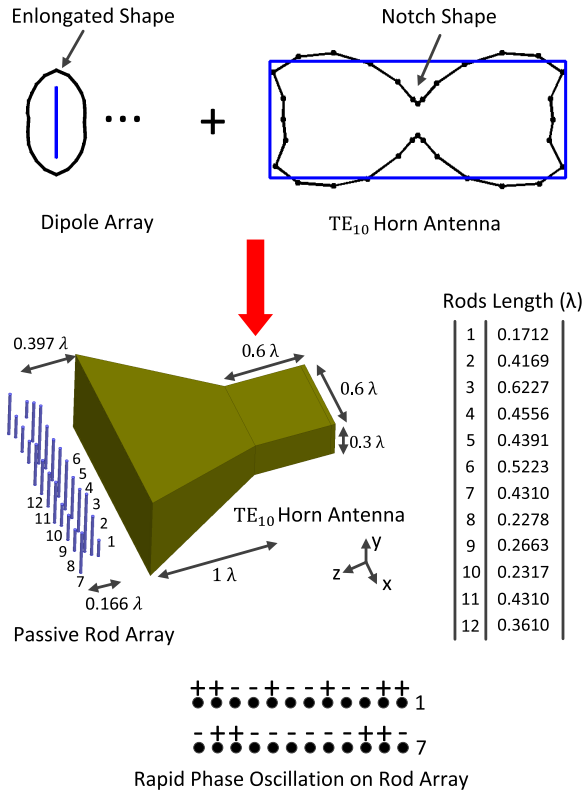 Enlongated Shape
Notch Shape
...
+
Dipole Array
TE₁₀ Horn Antenna
Rods Length (λ)
1 0.1712
2 0.4169
3 0.6227
4 0.4556
5 0.4391
6 0.5223
7 0.4310
8 0.2278
9 0.2663
10 0.2317
11 0.4310
12 0.3610
0.397 λ
0.6 λ
0.6 λ
0.3 λ
6
5
4
3
2
1
12
11
10
9
8
7
TE₁₀ Horn Antenna
1 λ
0.166 λ
y
z
x
Passive Rod Array
+ + - - + - - + - - + +
1
- + + - - - - - - + + -
7
Rapid Phase Oscillation on Rod Array